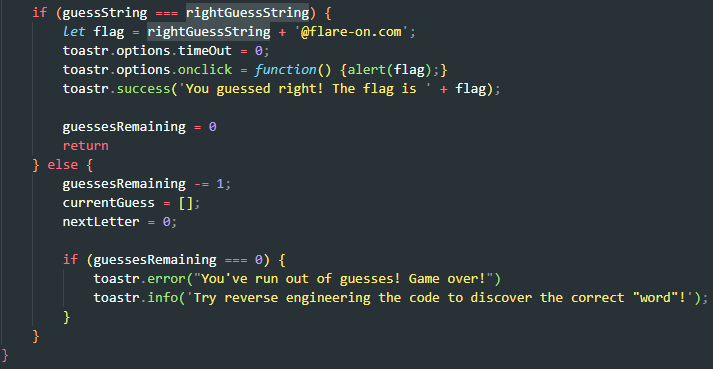 if (guessString === rightGuessString) {
let flag = rightGuessString + '@flare-on.com';
toastr.options.timeOut = 0;
toastr.options.onclick = function() {alert(flag);}
toastr.success('You guessed right! The flag is ' + flag);
guessesRemaining = 0
return
} else {
guessesRemaining -= 1;
currentGuess = [];
nextLetter = 0;
if (guessesRemaining === 0) {
toastr.error("You've run out of guesses! Game over!")
toastr.info('Try reverse engineering the code to discover the correct "word"!');
}
}
}